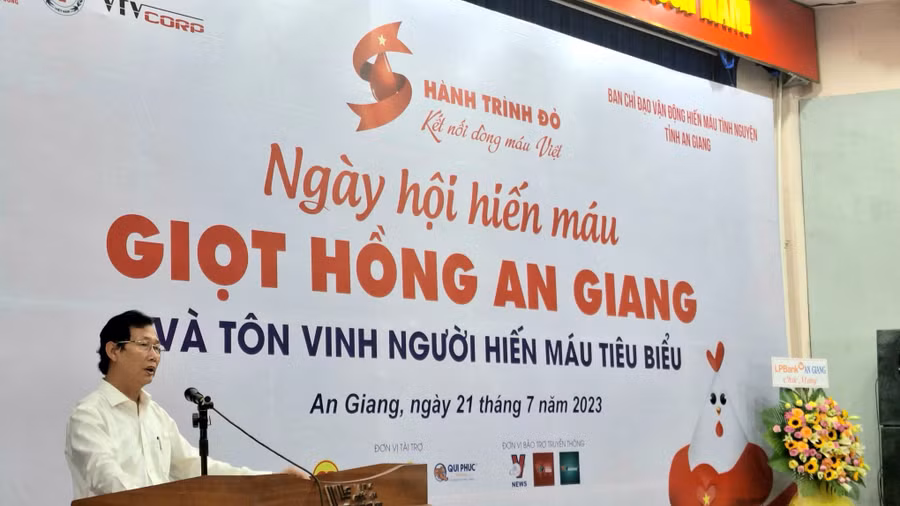 VTVCORP
HÀNH TRÌNH ĐỎ
Kết nối dòng máu Việt
BAN CHỈ ĐẠO VẬN ĐỘNG HIẾN MÁU TÌNH NGUYỆN
TỈNH AN GIANG
Ngày hội hiến máu
GIỌT HỒNG AN GIANG
VÀ TÔN VINH NGƯỜI HIẾN MÁU TIÊU BIỂU
An Giang, ngày 21 tháng 7 năm 2023
ĐƠN VỊ TÀI TRỢ
ĐƠN VỊ BẢO TRỢ TRUYỀN THÔNG
QUI PHUC
NEWS
LPBank AN GIANG